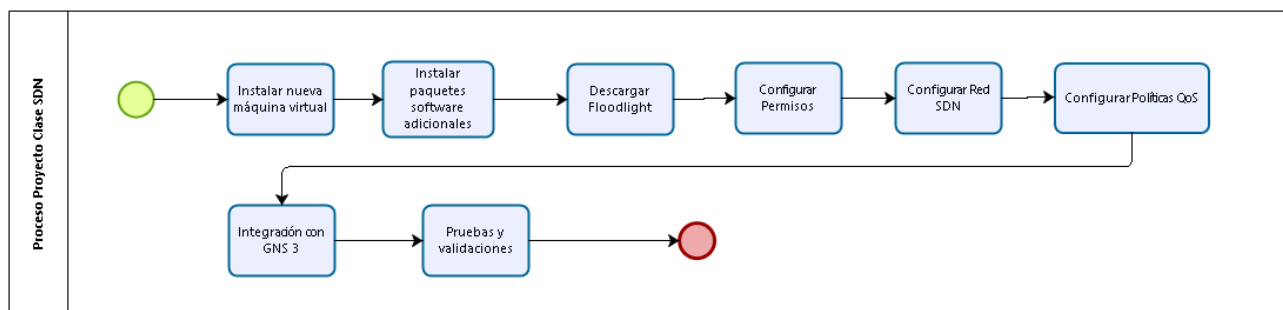 Proceso Proyecto Clase SDN
Instalar nueva
máquina virtual
Instalar
paquetes
software
adicionales
Descargar
Floodlight
Configurar
Permisos
Configurar Red
SDN
Configurar Políticas QoS
Integración con
GNS 3
Pruebas y
validaciones